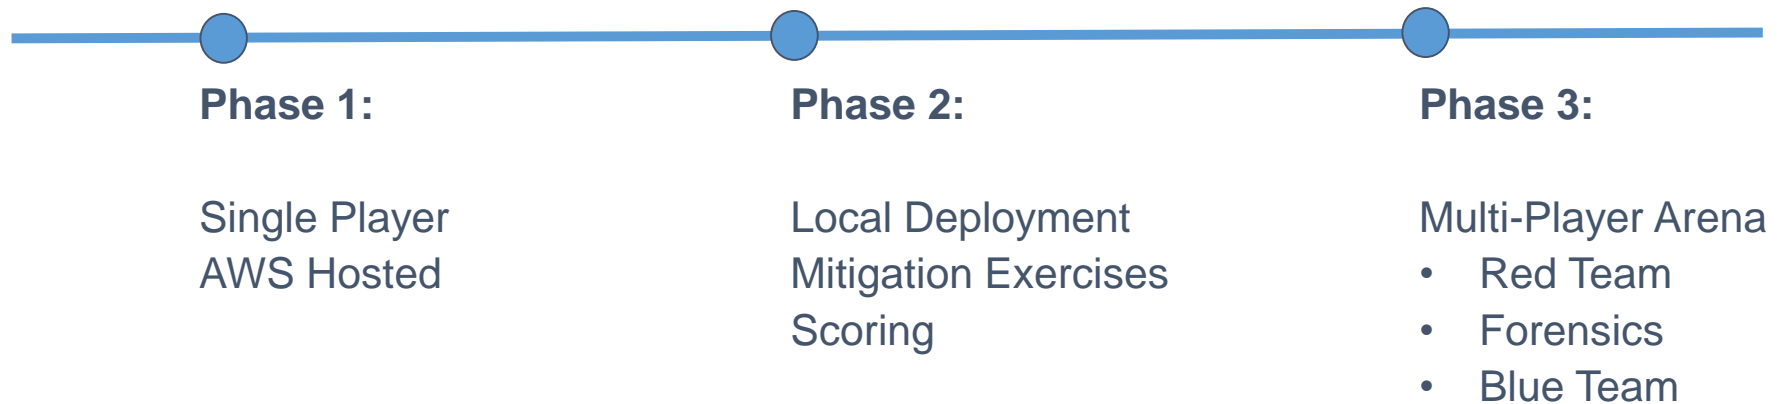 Phase 1:
Single Player
AWS Hosted
Phase 2:
Local Deployment
Mitigation Exercises
Scoring
Phase 3:
Multi-Player Arena
• Red Team
• Forensics
• Blue Team